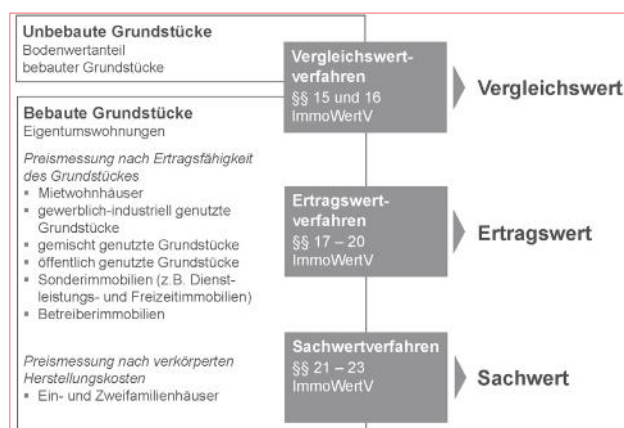 Unbebaute Grundstücke
Bodenwertanteil
bebauter Grundstücke
Vergleichswert-
verfahren
§§ 15 und 16
ImmoWertV
Vergleichswert
Bebaute Grundstücke
Eigentumswohnungen
Preismessung nach Ertragsfähigkeit
des Grundstückes
▪ Mietwohnhäuser
▪ gewerblich-industriell genutzte
Grundstücke
▪ gemischt genutzte Grundstücke
▪ öffentlich genutzte Grundstücke
▪ Sonderimmobilien (z.B. Dienst-
leistungs- und Freizeitimmobilien)
▪ Betreiberimmobilien
Ertragswert-
verfahren
§§ 17 – 20
ImmoWertV
Ertragswert
Preismessung nach verkörperten
Herstellungskosten
▪ Ein- und Zweifamilienhäuser
Sachwertverfahren
§§ 21 – 23
ImmoWertV
Sachwert